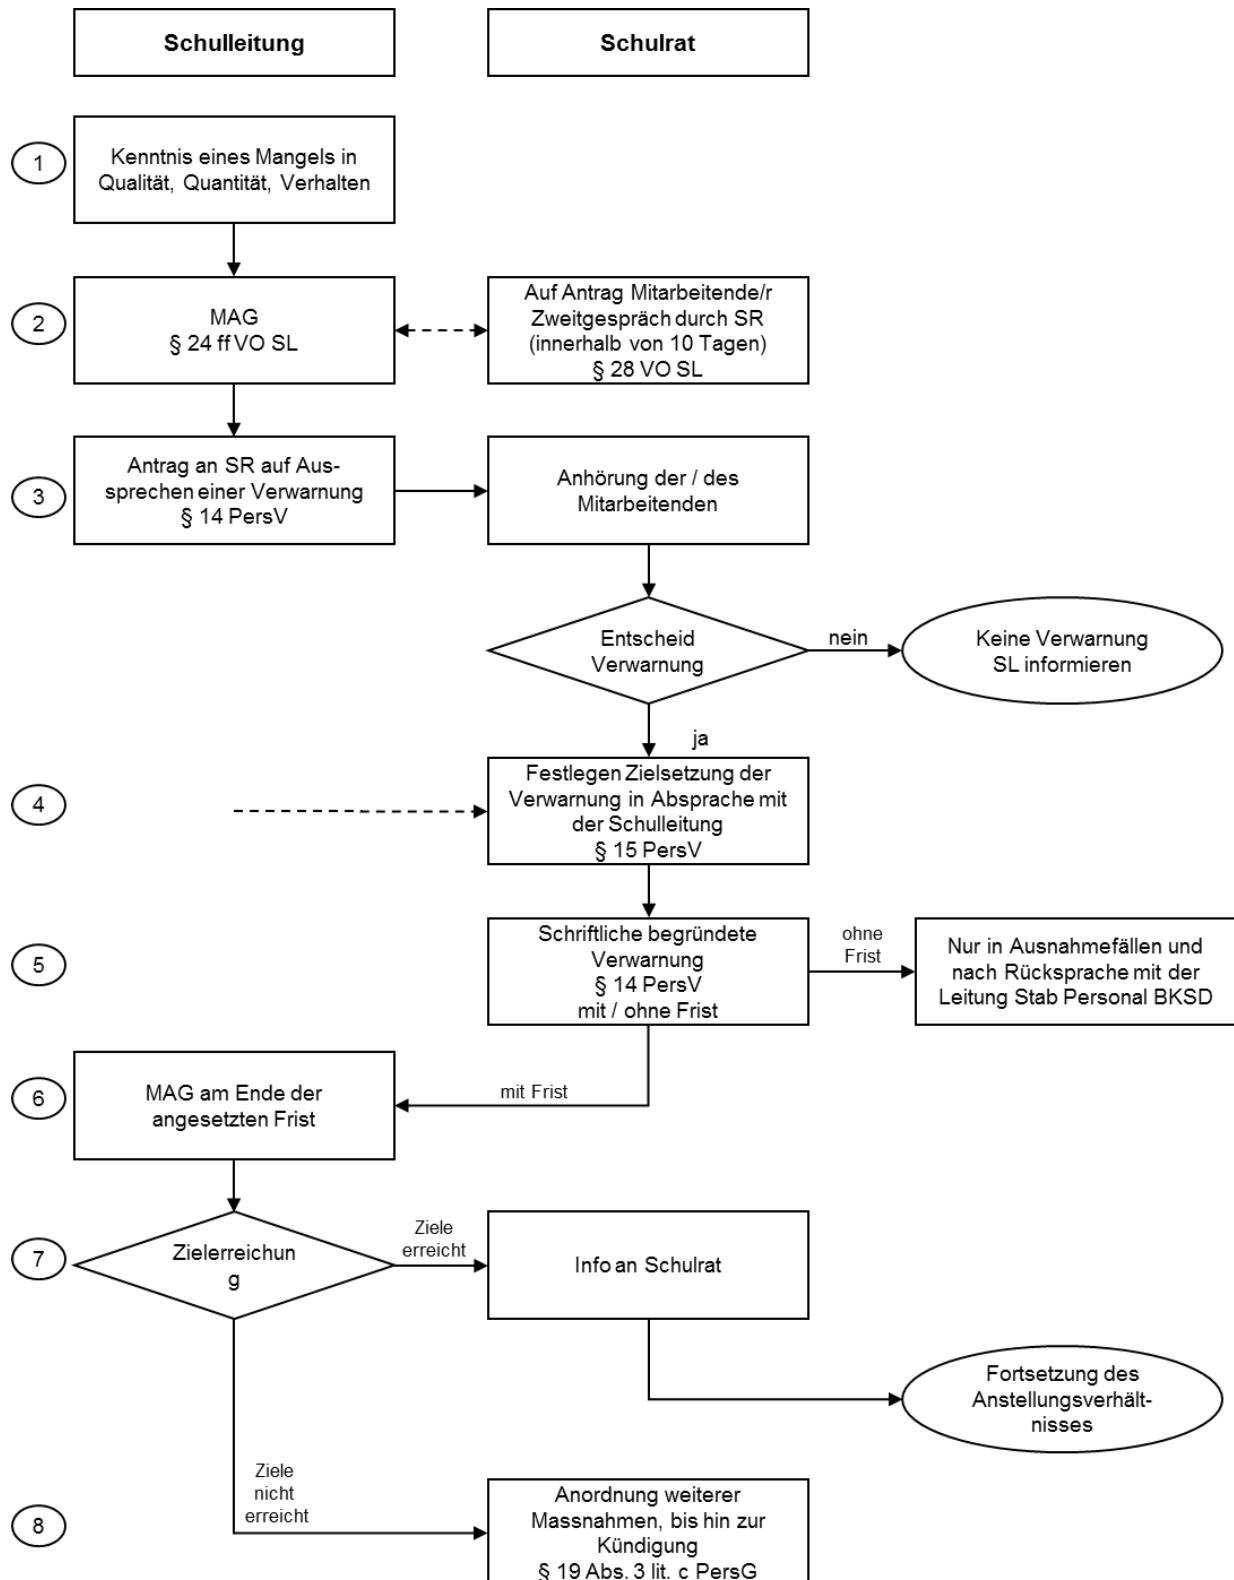 Schulleitung
Schulrat
1
Kenntnis eines Mangels in
Qualität, Quantität, Verhalten
2
MAG
§ 24 ff VO SL
Auf Antrag Mitarbeitende/r
Zweitgespräch durch SR
(innerhalb von 10 Tagen)
§ 28 VO SL
3
Antrag an SR auf Aus-
sprechen einer Verwarnung
§ 14 PersV
Anhörung der / des
Mitarbeitenden
Entscheid
Verwarnung
nein
Keine Verwarnung
SL informieren
ja
4
Festlegen Zielsetzung der
Verwarnung in Absprache mit
der Schulleitung
§ 15 PersV
5
Schriftliche begründete
Verwarnung
§ 14 PersV
mit / ohne Frist
ohne
Frist
Nur in Ausnahmefällen und
nach Rücksprache mit der
Leitung Stab Personal BKSD
6
MAG am Ende der
angesetzten Frist
mit Frist
7
Zielerreichun
g
Ziele
erreicht
Info an Schulrat
Fortsetzung des
Anstellungsverhält-
nisses
8
Ziele
nicht
erreicht
Anordnung weiterer
Massnahmen, bis hin zur
Kündigung
§ 19 Abs. 3 lit. c PersG